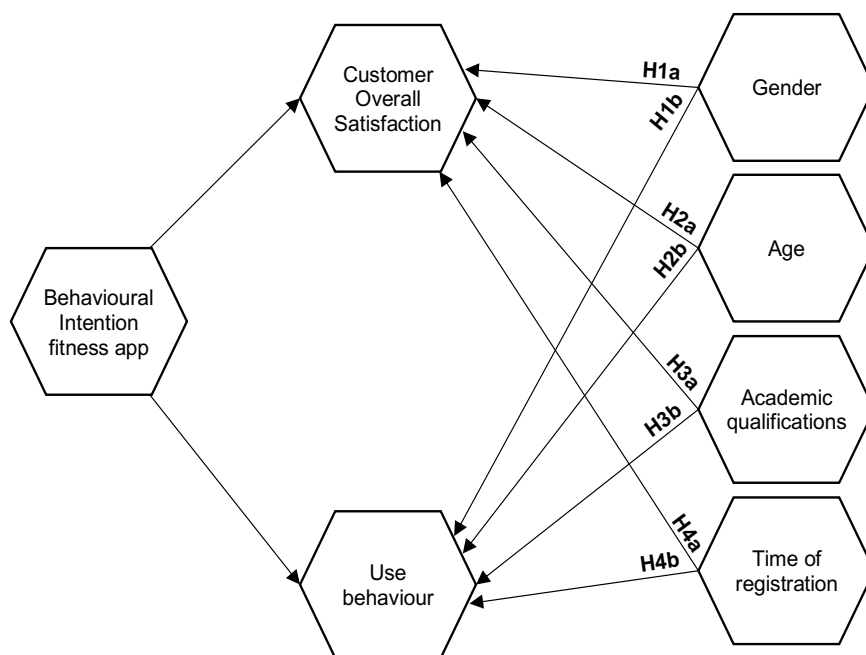 Customer
Overall
Satisfaction
H1a
H1b
Gender
H2a
H2b
Age
Behavioural
Intention
fitness app
H3a
H3b
Academic
qualifications
H4a
H4b
Use
behaviour
Time of
registration